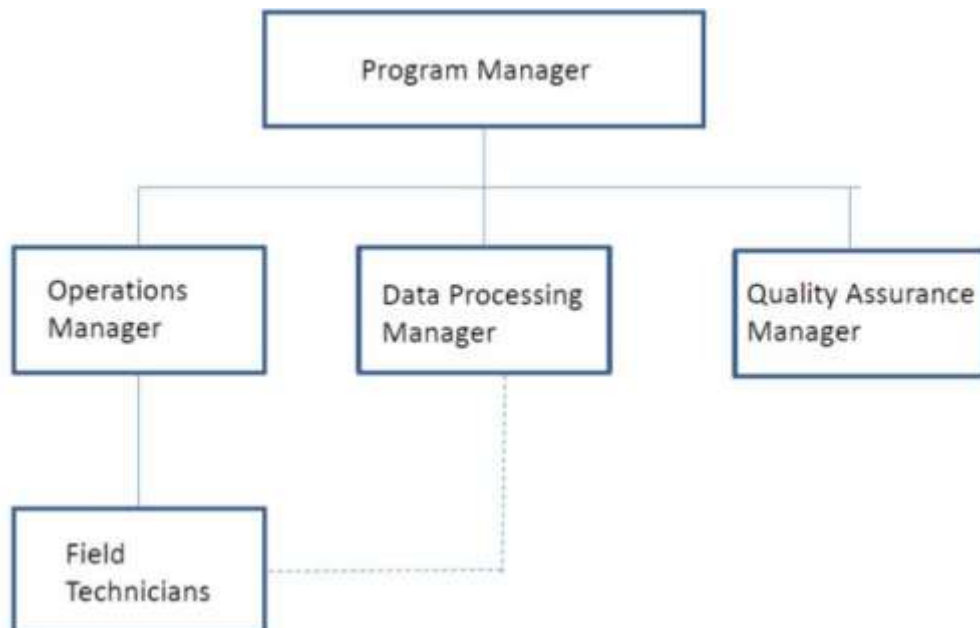 Program Manager
Operations
Manager
Data Processing
Manager
Quality Assurance
Manager
Field
Technicians